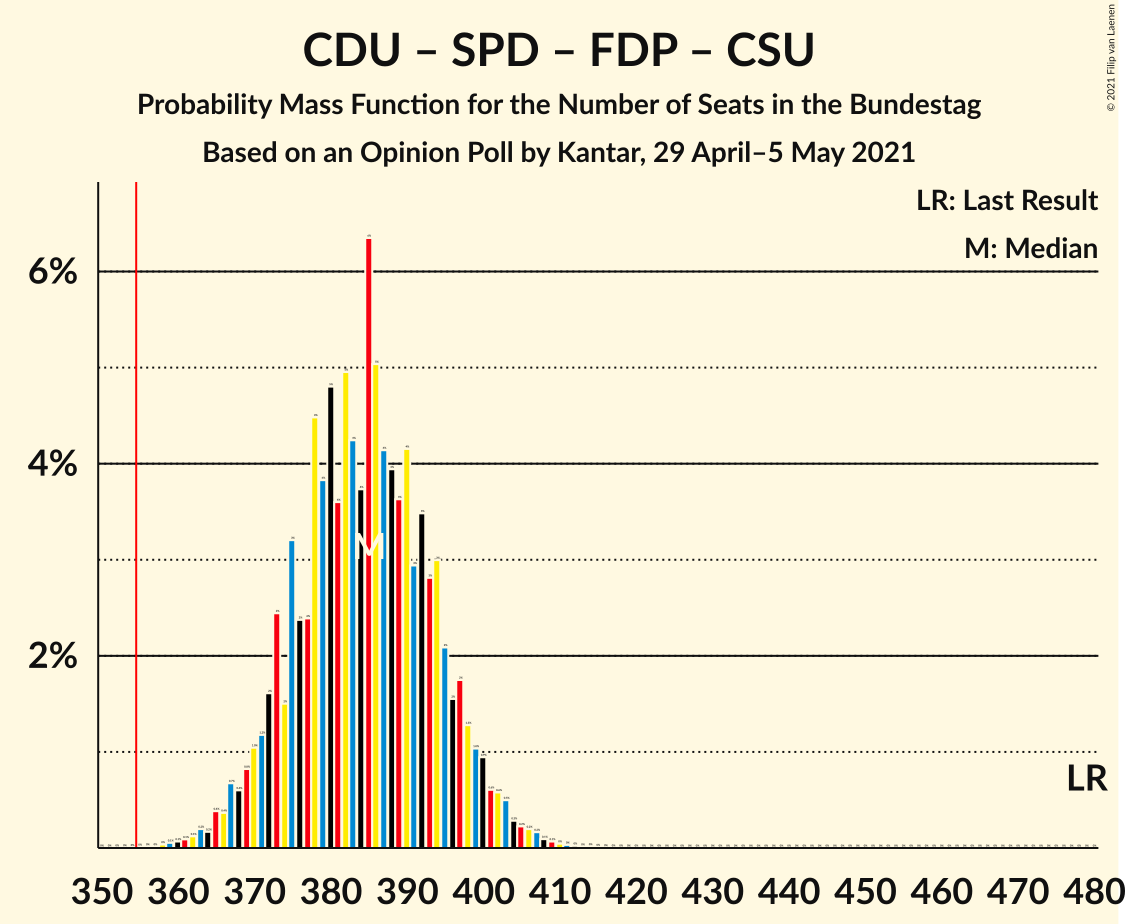 CDU – SPD – FDP – CSU
Probability Mass Function for the Number of Seats in the Bundestag
Based on an Opinion Poll by Kantar, 29 April–5 May 2021
© 2021 Filip van Laenen
LR: Last Result
M: Median
6%
4%
2%
M
LR
350 360 370 380 390 400 410 420 430 440 450 460 470 480